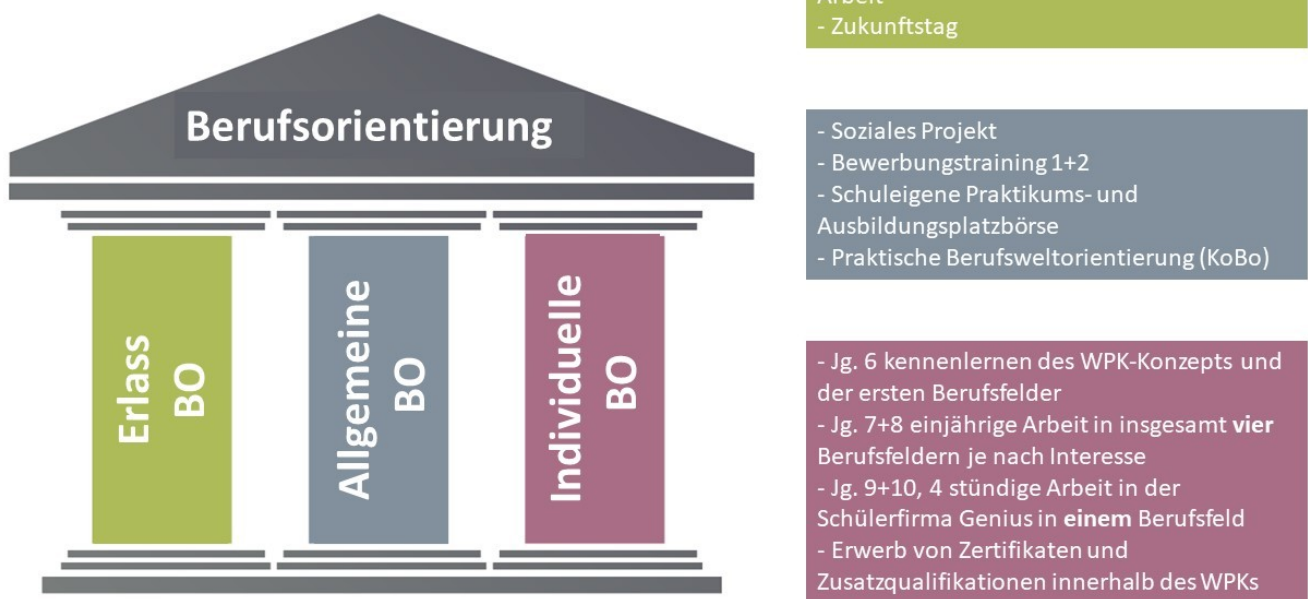 Berufsorientierung
Erlass
BO
Allgemeine
BO
Individuelle
BO
Arbeit
- Zukunftstag
- Soziales Projekt
- Bewerbungstraining 1+2
- Schuleigene Praktikums- und
Ausbildungsplatzbörse
- Praktische Berufsweltorientierung (KoBo)
- Jg. 6 kennenlernen des WPK-Konzepts und
der ersten Berufsfelder
- Jg. 7+8 einjährige Arbeit in insgesamt vier
Berufsfeldern je nach Interesse
- Jg. 9+10, 4 stündige Arbeit in der
Schülerfirma Genius in einem Berufsfeld
- Erwerb von Zertifikaten und
Zusatzqualifikationen innerhalb des WPKs